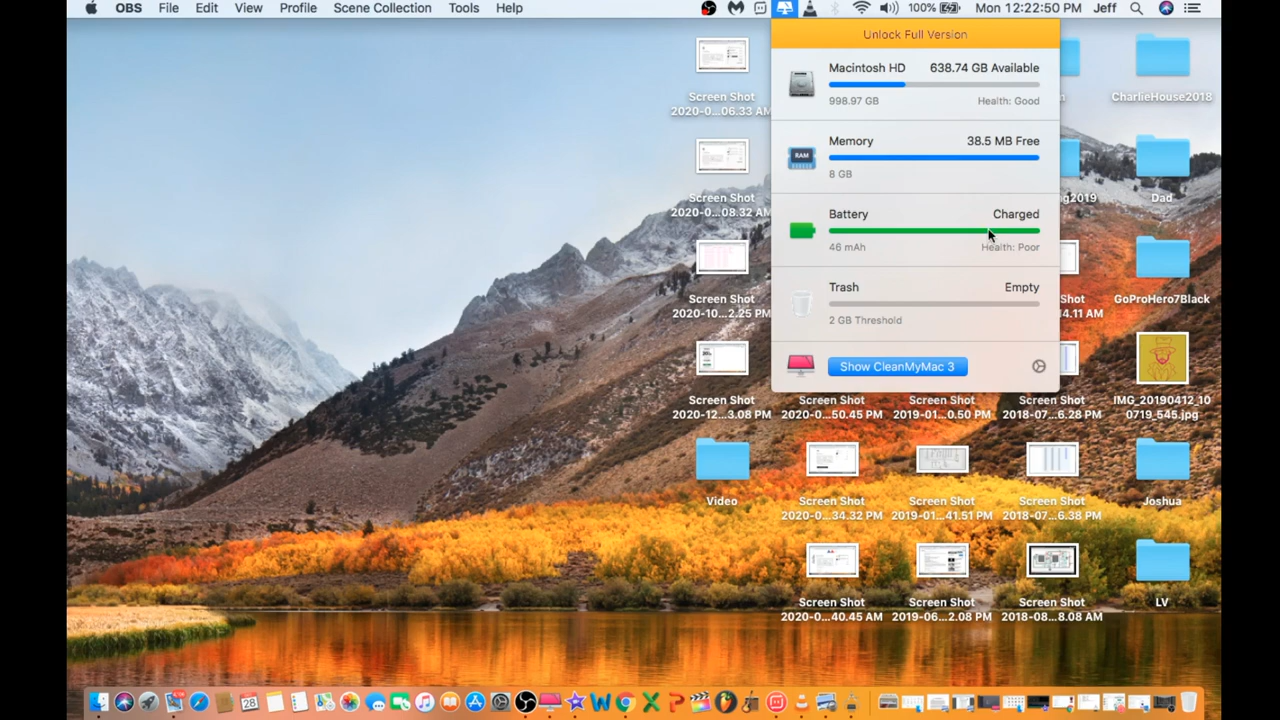 OBS File Edit View Profile Scene Collection Tools Help 100% Mon 12:22:50 PM Jeff
Unlock Full Version
Macintosh HD 638.74 GB Available
998.97 GB Health: Good
Memory 38.5 MB Free
RAM
8 GB
Battery Charged
46 mAh Health: Poor
Trash Empty
2 GB Threshold
Show CleanMyMac 3
Screen Shot
2020-0...06.33 AM
CharlieHouse2018
Screen Shot
2020-0...08.32 AM
g2019
Dad
Screen Shot
2020-10...2.25 PM
Shot
4.11 AM
GoProHero7Black
Screen Shot
2020-12...3.08 PM
Screen Shot
2020-0...50.45 PM
Screen Shot
2019-01...0.50 PM
Screen Shot
2018-07...6.28 PM
IMG_20190412_10
0719_545.jpg
Video
Screen Shot
2020-0...34.32 PM
Screen Shot
2019-01...41.51 PM
Screen Shot
2018-07...6.38 PM
Joshua
Screen Shot
2020-0...40.45 AM
Screen Shot
2019-06...2.08 PM
Screen Shot
2018-08...8.08 AM
LV
28